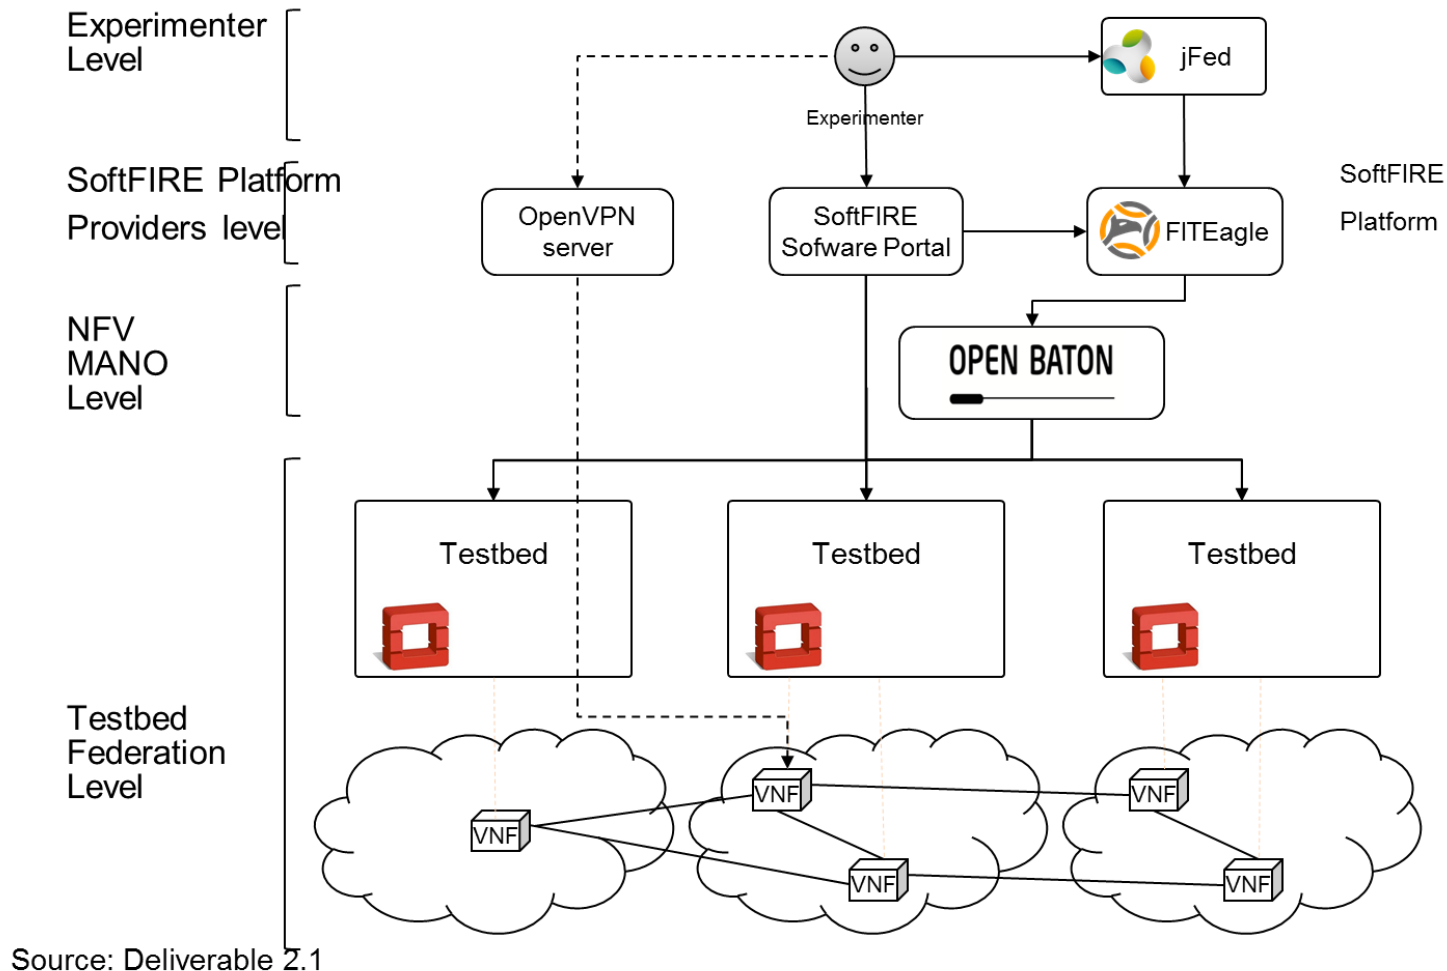 Experimenter
Level
jFed
Experimenter
SoftFIRE Platform
Providers level
OpenVPN
server
SoftFIRE
Sofware Portal
FITEagle
SoftFIRE
Platform
NFV
MANO
Level
OPEN BATON
Testbed
Testbed
Testbed
Testbed
Federation
Level
VNF
VNF
VNF
VNF
VNF
Source: Deliverable 2.1